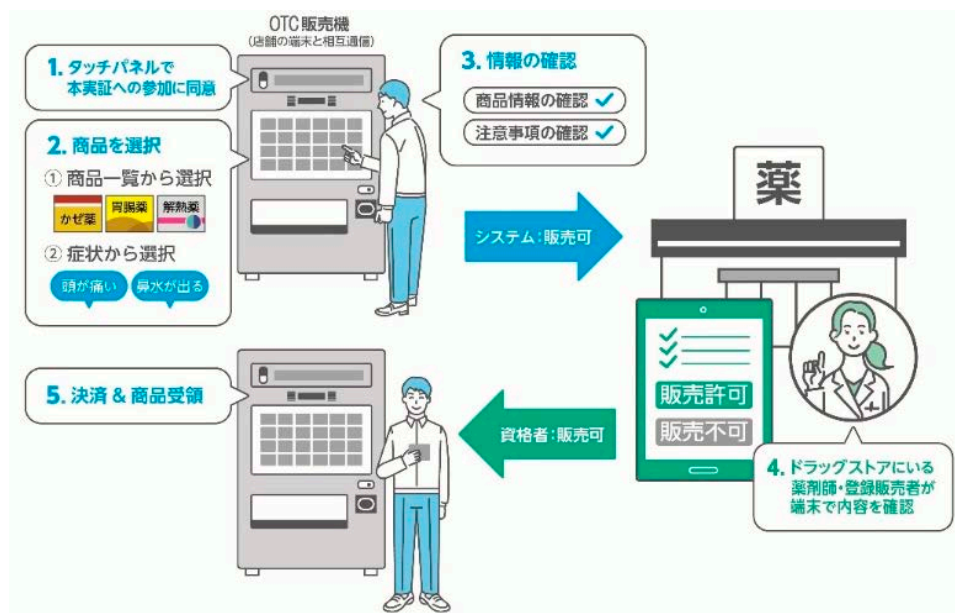 OTC販売機
(店舗の端末と相互通信)
1. タッチパネルで
本実証への参加に同意
2. 商品を選択
① 商品一覧から選択
かぜ薬
胃腸薬
解熱薬
② 症状から選択
頭が痛い
鼻水が出る
3. 情報の確認
商品情報の確認 ✓
注意事項の確認 ✓
システム:販売可
薬
販売許可
販売不可
4. ドラッグストアにいる
薬剤師・登録販売者が
端末で内容を確認
資格者:販売可
5. 決済 & 商品受領